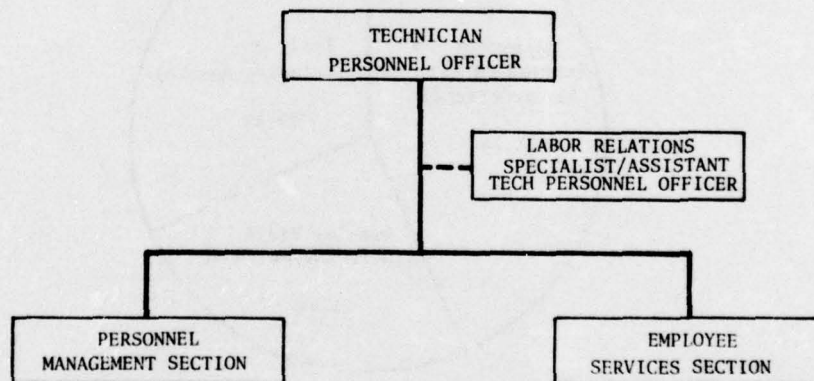 TECHNICIAN
PERSONNEL OFFICER
LABOR RELATIONS
SPECIALIST/ASSISTANT
TECH PERSONNEL OFFICER
PERSONNEL
MANAGEMENT SECTION
EMPLOYEE
SERVICES SECTION